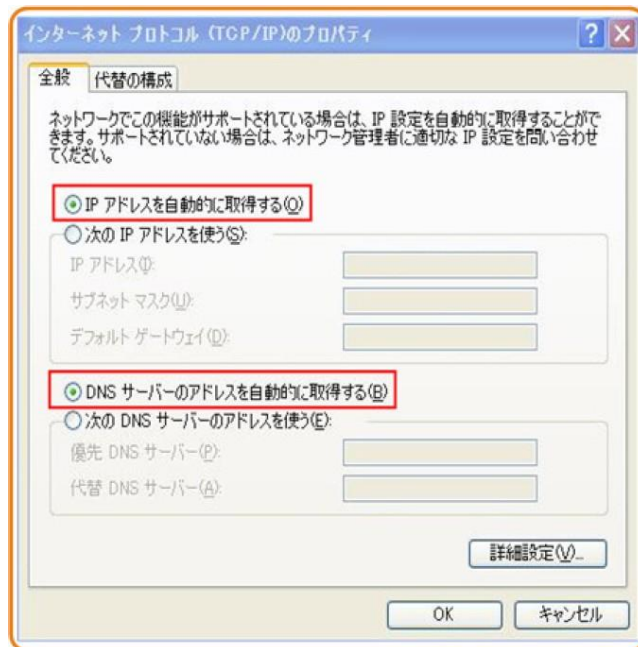 インターネット プロトコル (TCP/IP)のプロパティ
全般
代替の構成
ネットワークでこの機能がサポートされている場合は、IP 設定を自動的に取得することがで
きます。サポートされていない場合は、ネットワーク管理者に適切な IP 設定を問い合わせ
てください。
IP アドレスを自動的に取得する(O)
次の IP アドレスを使う(S):
IP アドレス(I):
サブネット マスク(U):
デフォルト ゲートウェイ(D):
DNS サーバーのアドレスを自動的に取得する(B)
次の DNS サーバーのアドレスを使う(E):
優先 DNS サーバー(P):
代替 DNS サーバー(A):
詳細設定(V)...
OK
キャンセル